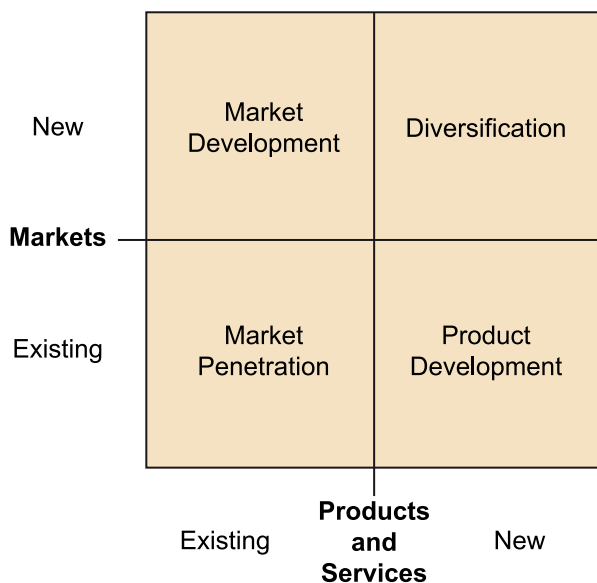 New
Market
Development
Diversification
Markets
Existing
Market
Penetration
Product
Development
Existing
Products
and
Services
New